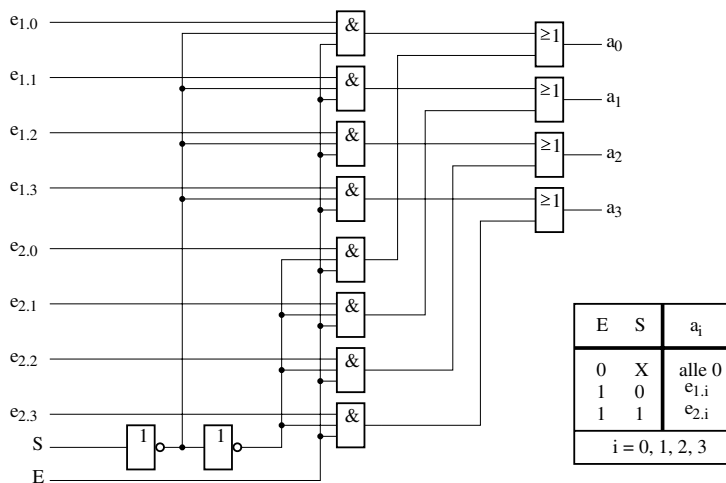 e1.0
&
≥1
a0
e1.1
&
≥1
a1
e1.2
&
≥1
a2
e1.3
&
≥1
a3
e2.0
&
e2.1
&
e2.2
&
e2.3
&
S
1
1
E
E S ai
0 X alle 0
1 0 e1.i
1 1 e2.i
i = 0, 1, 2, 3